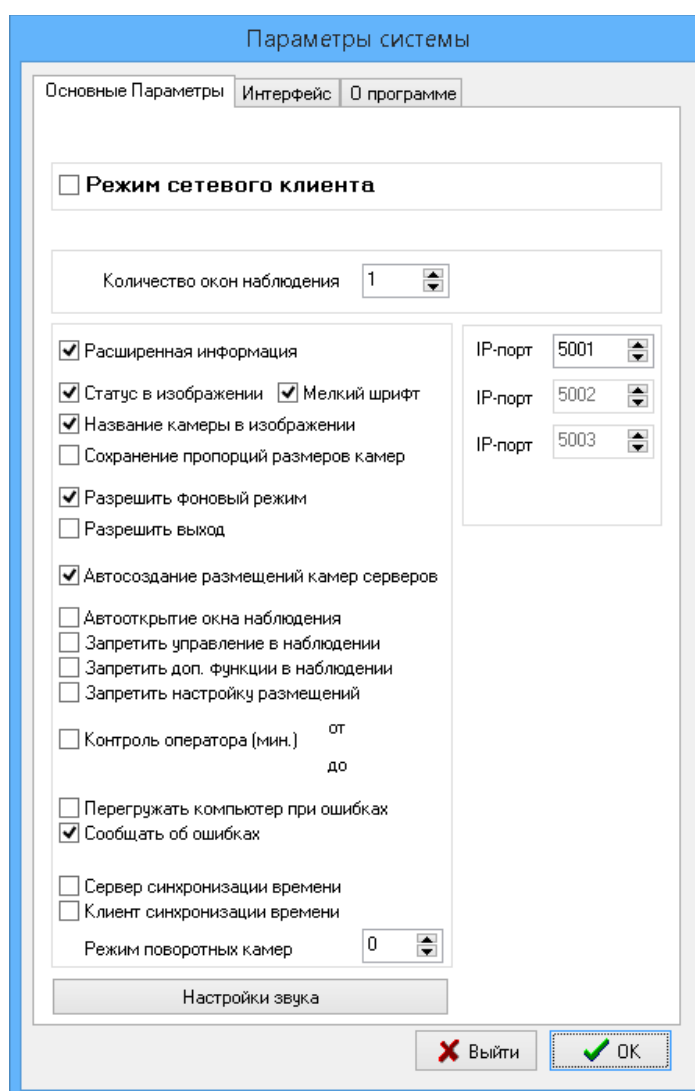 Параметры системы
Основные Параметры Интерфейс О программе
Режим сетевого клиента
Количество окон наблюдения 1
Расширенная информация
Статус в изображении Мелкий шрифт
Название камеры в изображении
Сохранение пропорций размеров камер
Разрешить фоновый режим
Разрешить выход
Автосоздание размещений камер серверов
Автооткрытие окна наблюдения
Запретить управление в наблюдении
Запретить доп. функции в наблюдении
Запретить настройку размещений
Контроль оператора (мин.) от
до
Перегружать компьютер при ошибках
Сообщать об ошибках
Сервер синхронизации времени
Клиент синхронизации времени
Режим поворотных камер 0
IP-порт 5001
IP-порт 5002
IP-порт 5003
Настройки звука
Выйти OK